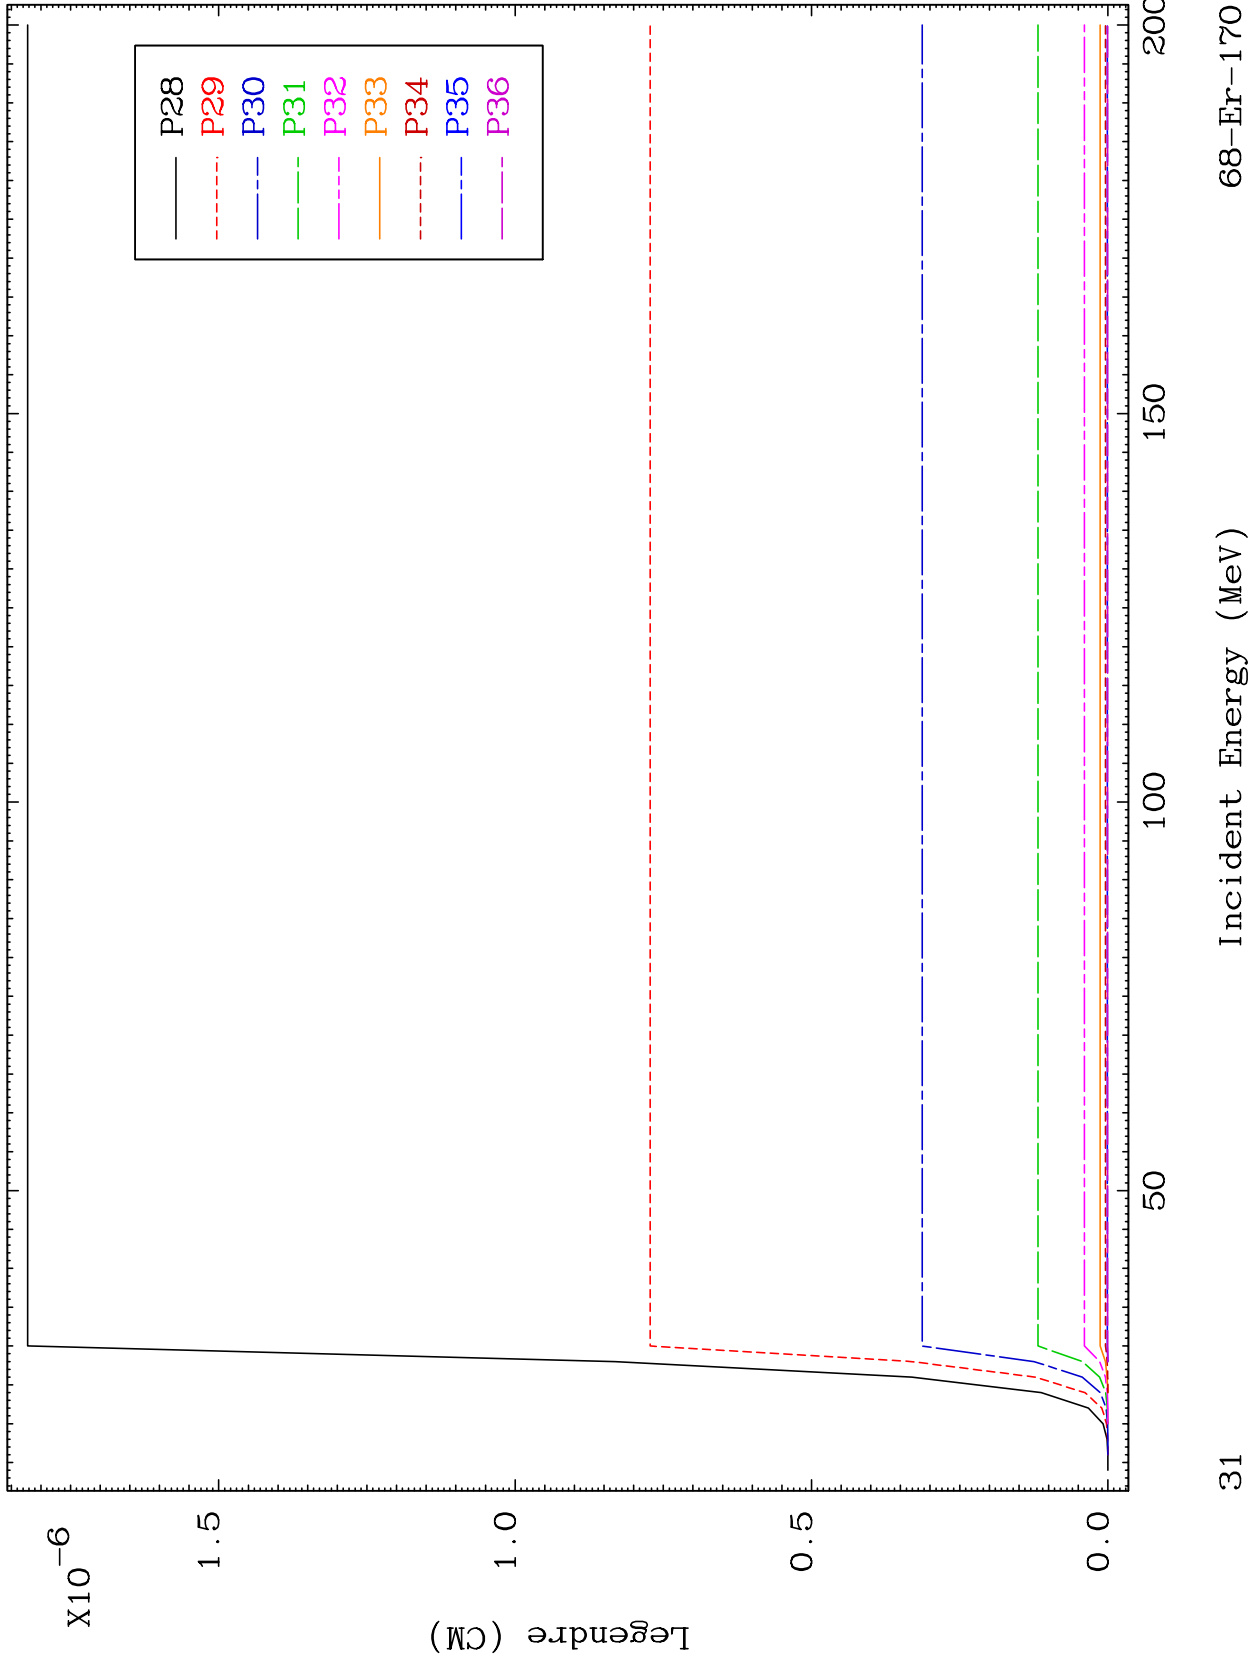 X10-6
1.5
1.0
0.5
0.0
Legendre (CM)
P28
P29
P30
P31
P32
P33
P34
P35
P36
50
100
150
200
31
Incident Energy (MeV)
68-Er-170